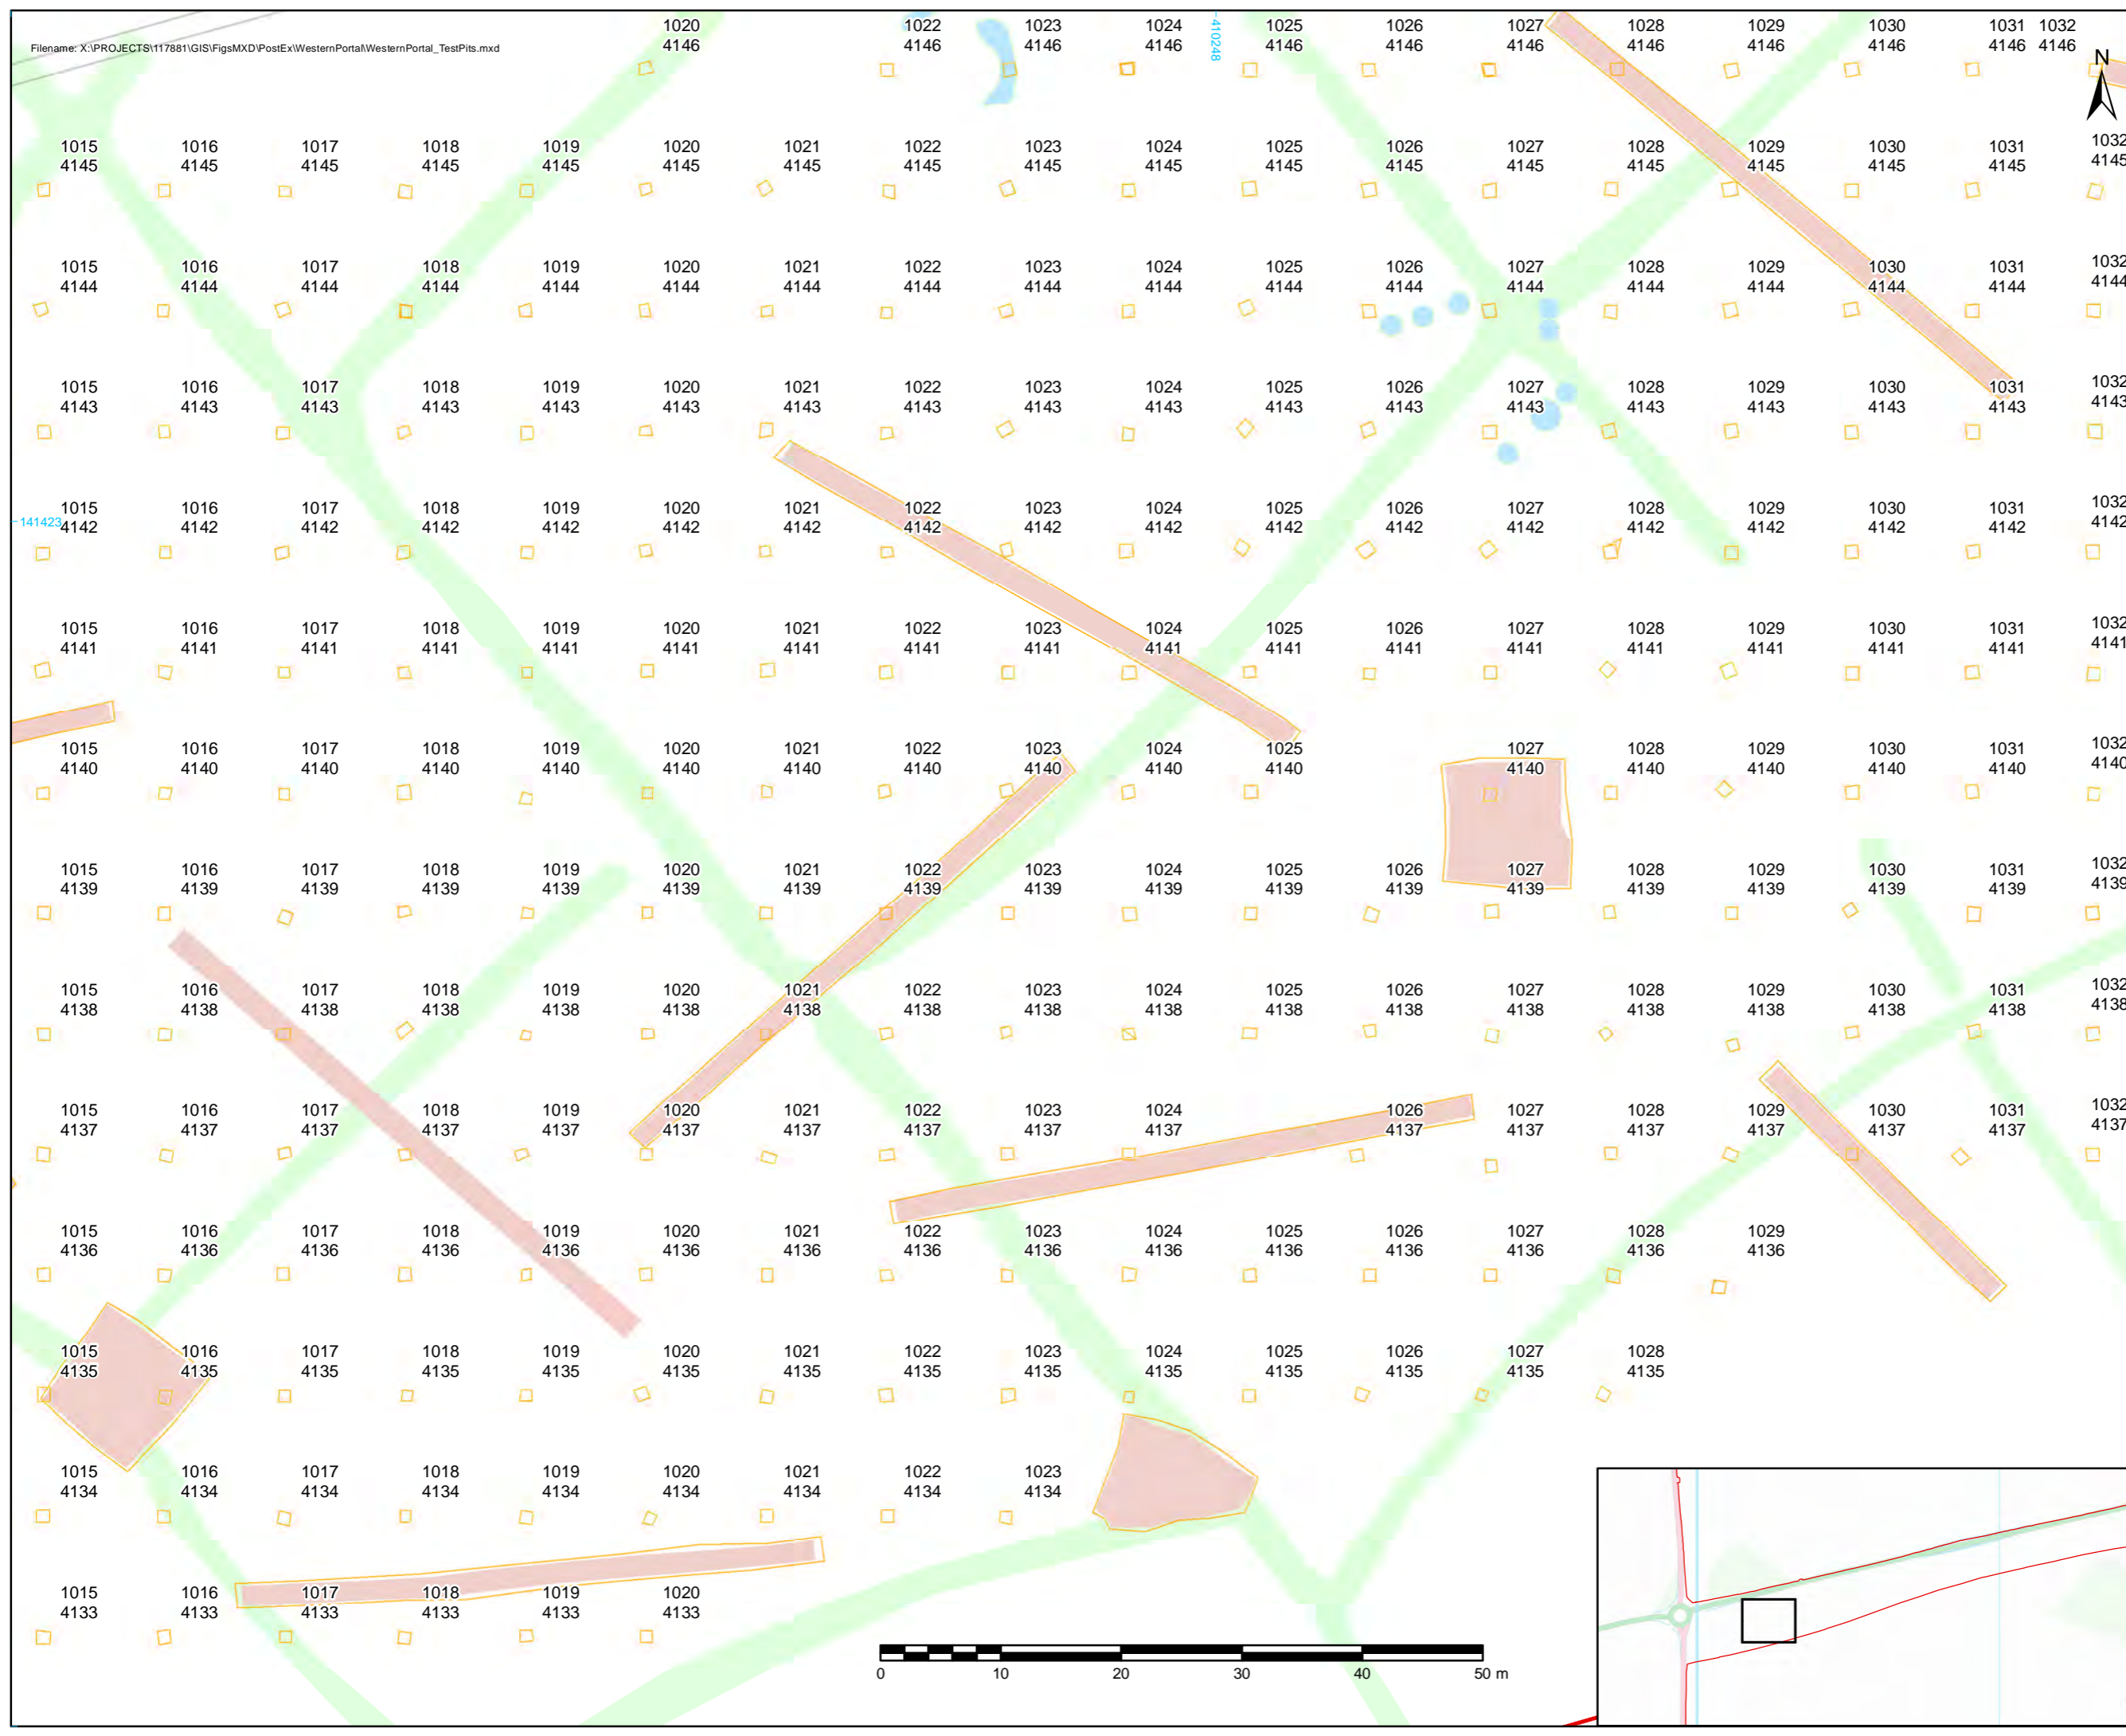 1020 1022 1023 1024 1025 1026 1027 1028 1029 1030 1031 1032
4146 4146 4146 4146 4146 4146 4146 4146 4146 4146 4146 4146
410248
Filename: X:\PROJECTS\117881\GIS\FigsMXD\PostEx\WesternPortal\WesternPortal_TestPits.mxd
N
1015 1016 1017 1018 1019 1020 1021 1022 1023 1024 1025 1026 1027 1028 1029 1030 1031 1032
4145 4145 4145 4145 4145 4145 4145 4145 4145 4145 4145 4145 4145 4145 4145 4145 4145 4145
1015 1016 1017 1018 1019 1020 1021 1022 1023 1024 1025 1026 1027 1028 1029 1030 1031 1032
4144 4144 4144 4144 4144 4144 4144 4144 4144 4144 4144 4144 4144 4144 4144 4144 4144 4144
1015 1016 1017 1018 1019 1020 1021 1022 1023 1024 1025 1026 1027 1028 1029 1030 1031 1032
4143 4143 4143 4143 4143 4143 4143 4143 4143 4143 4143 4143 4143 4143 4143 4143 4143 4143
1015 1016 1017 1018 1019 1020 1021 1022 1023 1024 1025 1026 1027 1028 1029 1030 1031 1032
141423 4142 4142 4142 4142 4142 4142 4142 4142 4142 4142 4142 4142 4142 4142 4142 4142 4142 4142
1015 1016 1017 1018 1019 1020 1021 1022 1023 1024 1025 1026 1027 1028 1029 1030 1031 1032
4141 4141 4141 4141 4141 4141 4141 4141 4141 4141 4141 4141 4141 4141 4141 4141 4141 4141
1015 1016 1017 1018 1019 1020 1021 1022 1023 1024 1025 1027 1028 1029 1030 1031 1032
4140 4140 4140 4140 4140 4140 4140 4140 4140 4140 4140 4140 4140 4140 4140 4140 4140
1015 1016 1017 1018 1019 1020 1021 1022 1023 1024 1025 1026 1027 1028 1029 1030 1031 1032
4139 4139 4139 4139 4139 4139 4139 4139 4139 4139 4139 4139 4139 4139 4139 4139 4139 4139
1015 1016 1017 1018 1019 1020 1021 1022 1023 1024 1025 1026 1027 1028 1029 1030 1031 1032
4138 4138 4138 4138 4138 4138 4138 4138 4138 4138 4138 4138 4138 4138 4138 4138 4138 4138
1015 1016 1017 1018 1019 1020 1021 1022 1023 1024 1026 1027 1028 1029 1030 1031 1032
4137 4137 4137 4137 4137 4137 4137 4137 4137 4137 4137 4137 4137 4137 4137 4137 4137
1015 1016 1017 1018 1019 1020 1021 1022 1023 1024 1025 1026 1027 1028 1029
4136 4136 4136 4136 4136 4136 4136 4136 4136 4136 4136 4136 4136 4136 4136
1015 1016 1017 1018 1019 1020 1021 1022 1023 1024 1025 1026 1027 1028
4135 4135 4135 4135 4135 4135 4135 4135 4135 4135 4135 4135 4135 4135
1015 1016 1017 1018 1019 1020 1021 1022 1023
4134 4134 4134 4134 4134 4134 4134 4134 4134
1015 1016 1017 1018 1019 1020
4133 4133 4133 4133 4133 4133
0 10 20 30 40 50 m